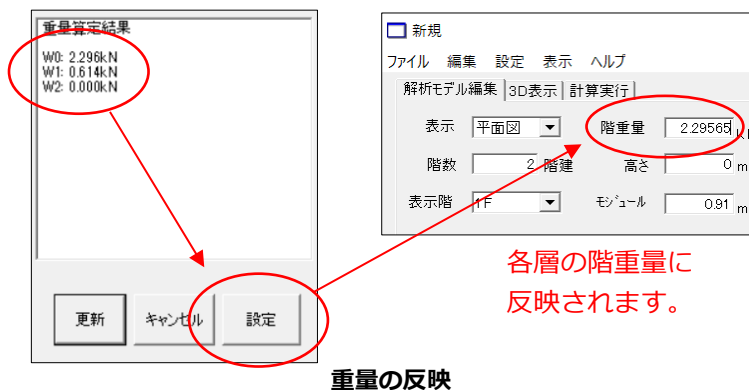 重量算定結果
W0: 2.296kN
W1: 0.614kN
W2: 0.000kN
更新 キャンセル 設定
新規
ファイル 編集 設定 表示 ヘルプ
解析モデル編集 3D表示 計算実行
表示 平面図 階重量 2.29565 kN
階数 2 階建 高さ 0 m
表示階 1F モジュール 0.91 m
各層の階重量に
反映されます。
重量の反映